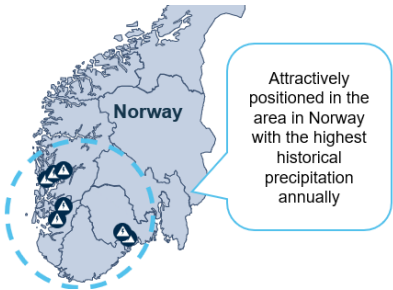 Norway
Attractively
positioned in the
area in Norway
with the highest
historical
precipitation
annually